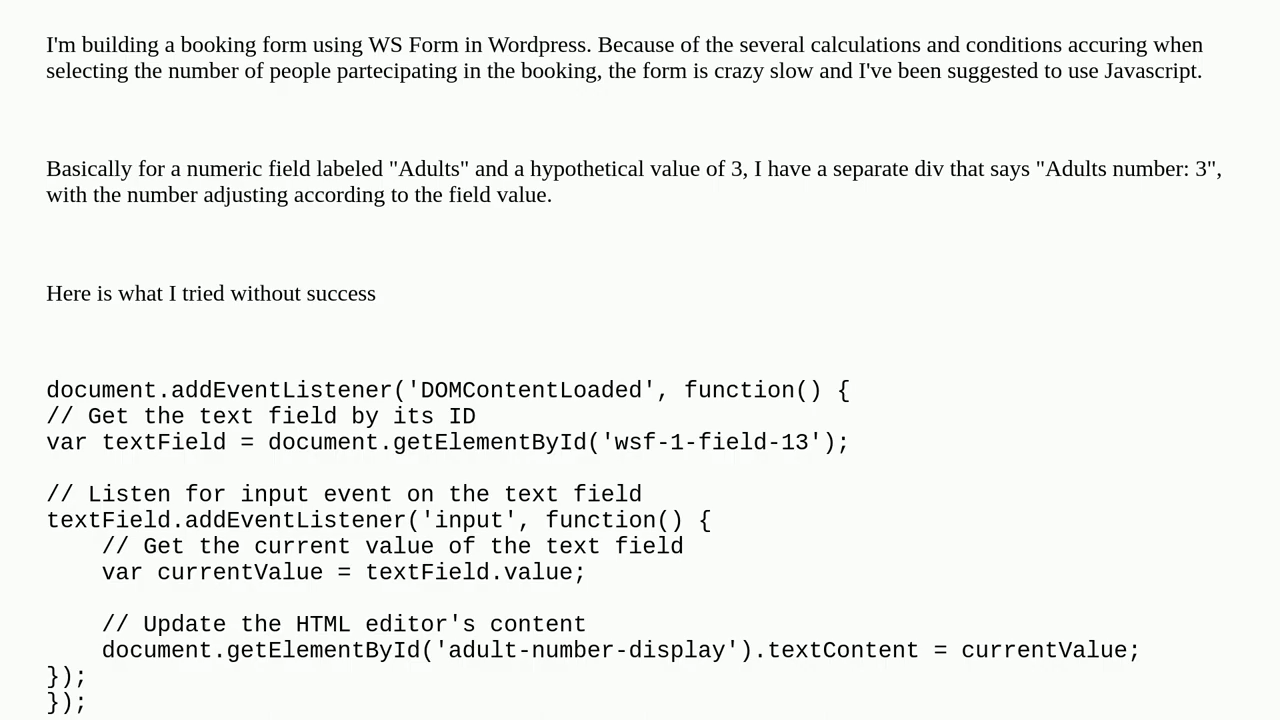 I'm building a booking form using WS Form in Wordpress. Because of the several calculations and conditions accuring when
selecting the number of people partecipating in the booking, the form is crazy slow and I've been suggested to use Javascript.
Basically for a numeric field labeled "Adults" and a hypothetical value of 3, I have a separate div that says "Adults number: 3",
with the number adjusting according to the field value.
Here is what I tried without success
document.addEventListener('DOMContentLoaded', function() {
// Get the text field by its ID
var textField = document.getElementById('wsf-1-field-13');
// Listen for input event on the text field
textField.addEventListener('input', function() {
    // Get the current value of the text field
    var currentValue = textField.value;
    // Update the HTML editor's content
    document.getElementById('adult-number-display').textContent = currentValue;
});
});